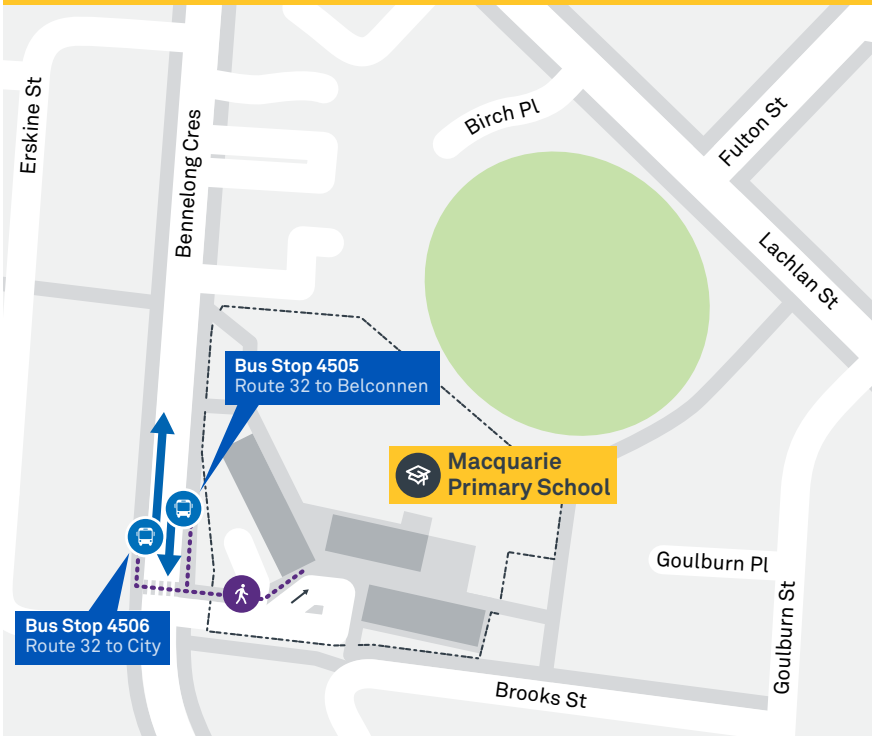 Erskine St
Bennelong Cres
Birch Pl
Fulton St
Lachlan St
Bus Stop 4505
Route 32 to Belconnen
Macquarie
Primary School
Goulburn Pl
Goulburn St
Bus Stop 4506
Route 32 to City
Brooks St